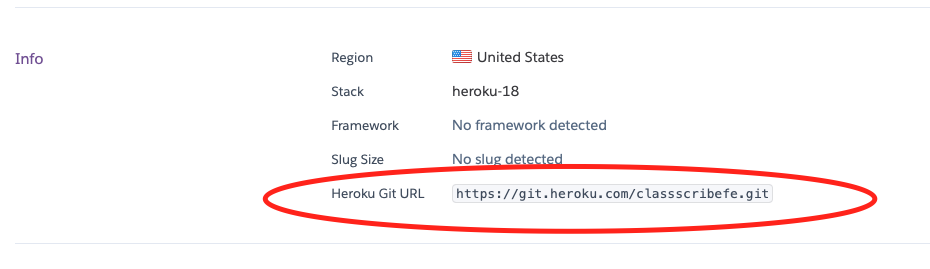 Info
Region United States
Stack heroku-18
Framework No framework detected
Slug Size No slug detected
Heroku Git URL https://git.heroku.com/classscribefe.git